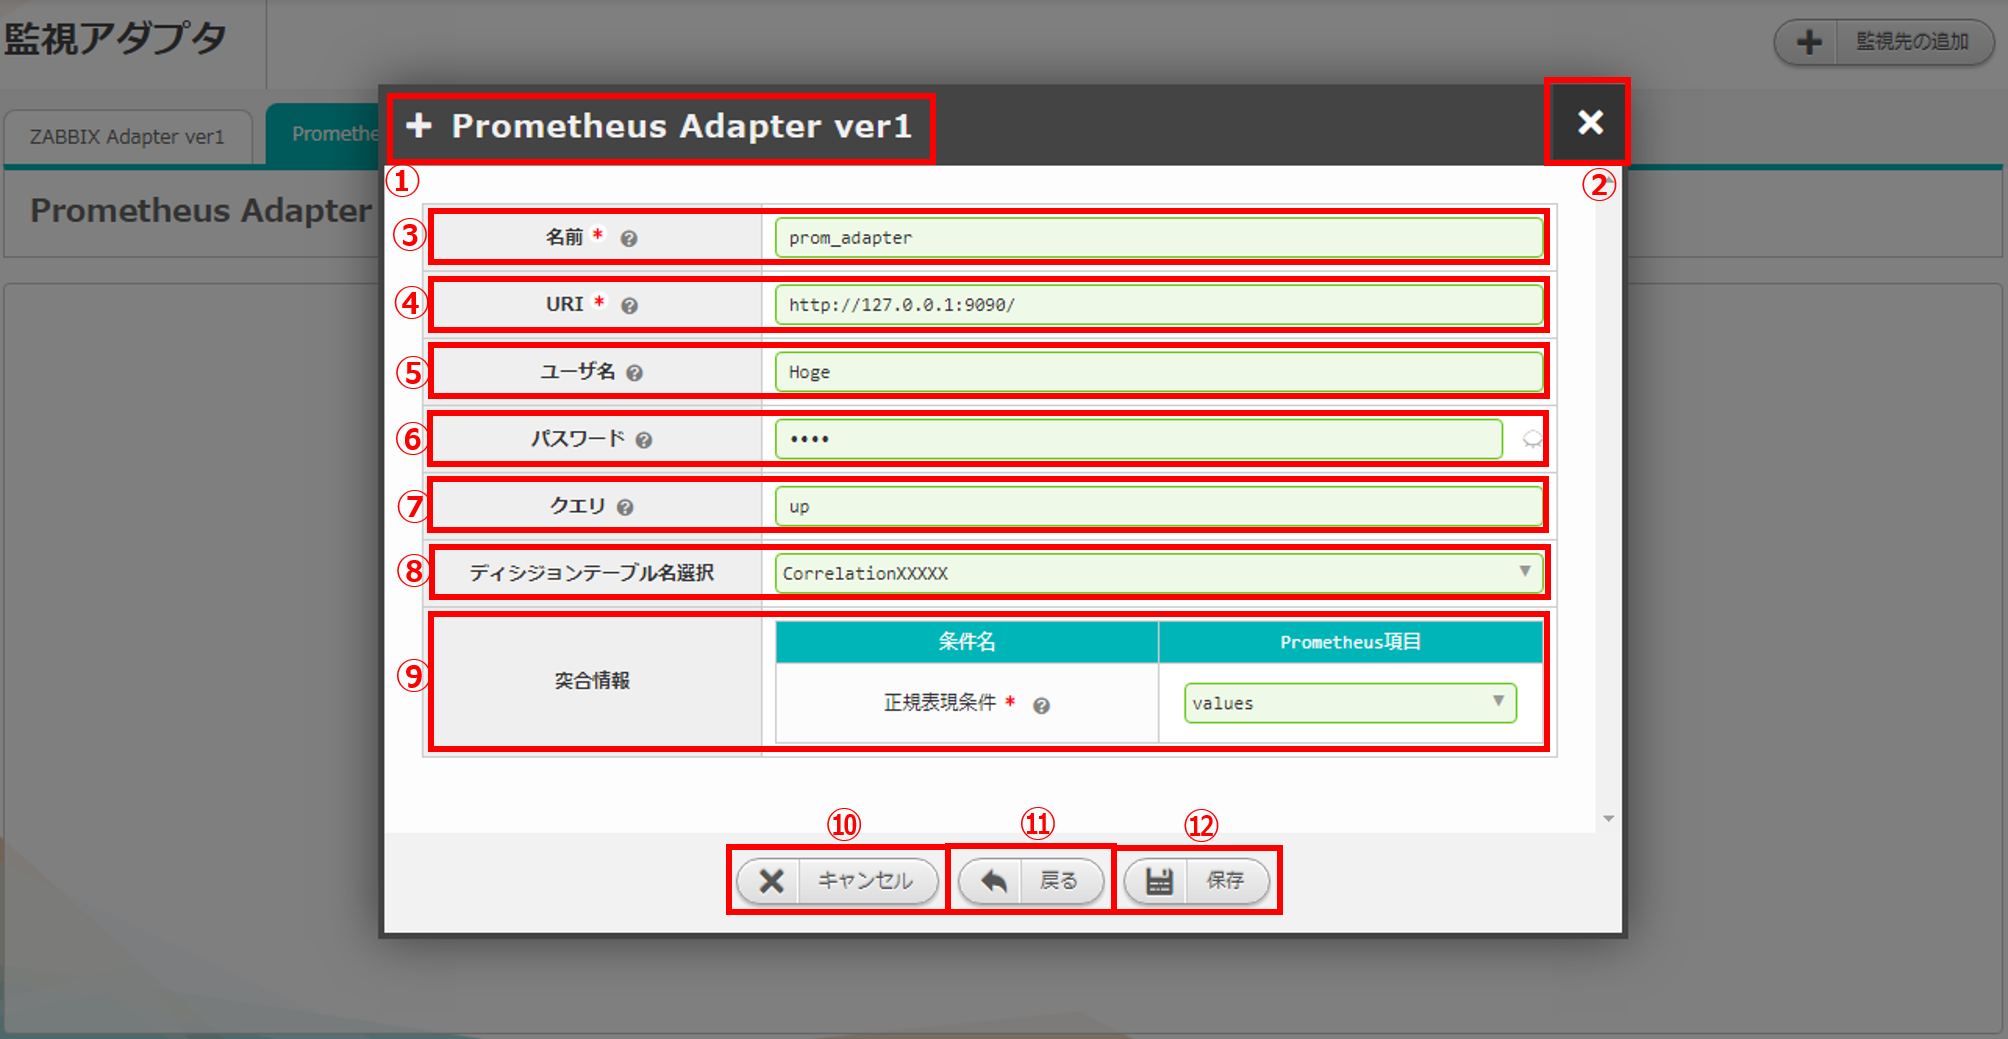 監視アダプタ
監視先の追加
ZABBIX Adapter ver1
Promethe
Prometheus Adapter
Prometheus Adapter ver1
①
②
③ 名前 * prom_adapter
④ URI * http://127.0.0.1:9090/
⑤ ユーザ名 Hoge
⑥ パスワード ••••
⑦ クエリ up
⑧ ディシジョンテーブル名選択 CorrelationXXXXX
⑨ 突合情報
条件名 Prometheus項目
正規表現条件 * values
⑩ ⑪ ⑫
キャンセル 戻る 保存